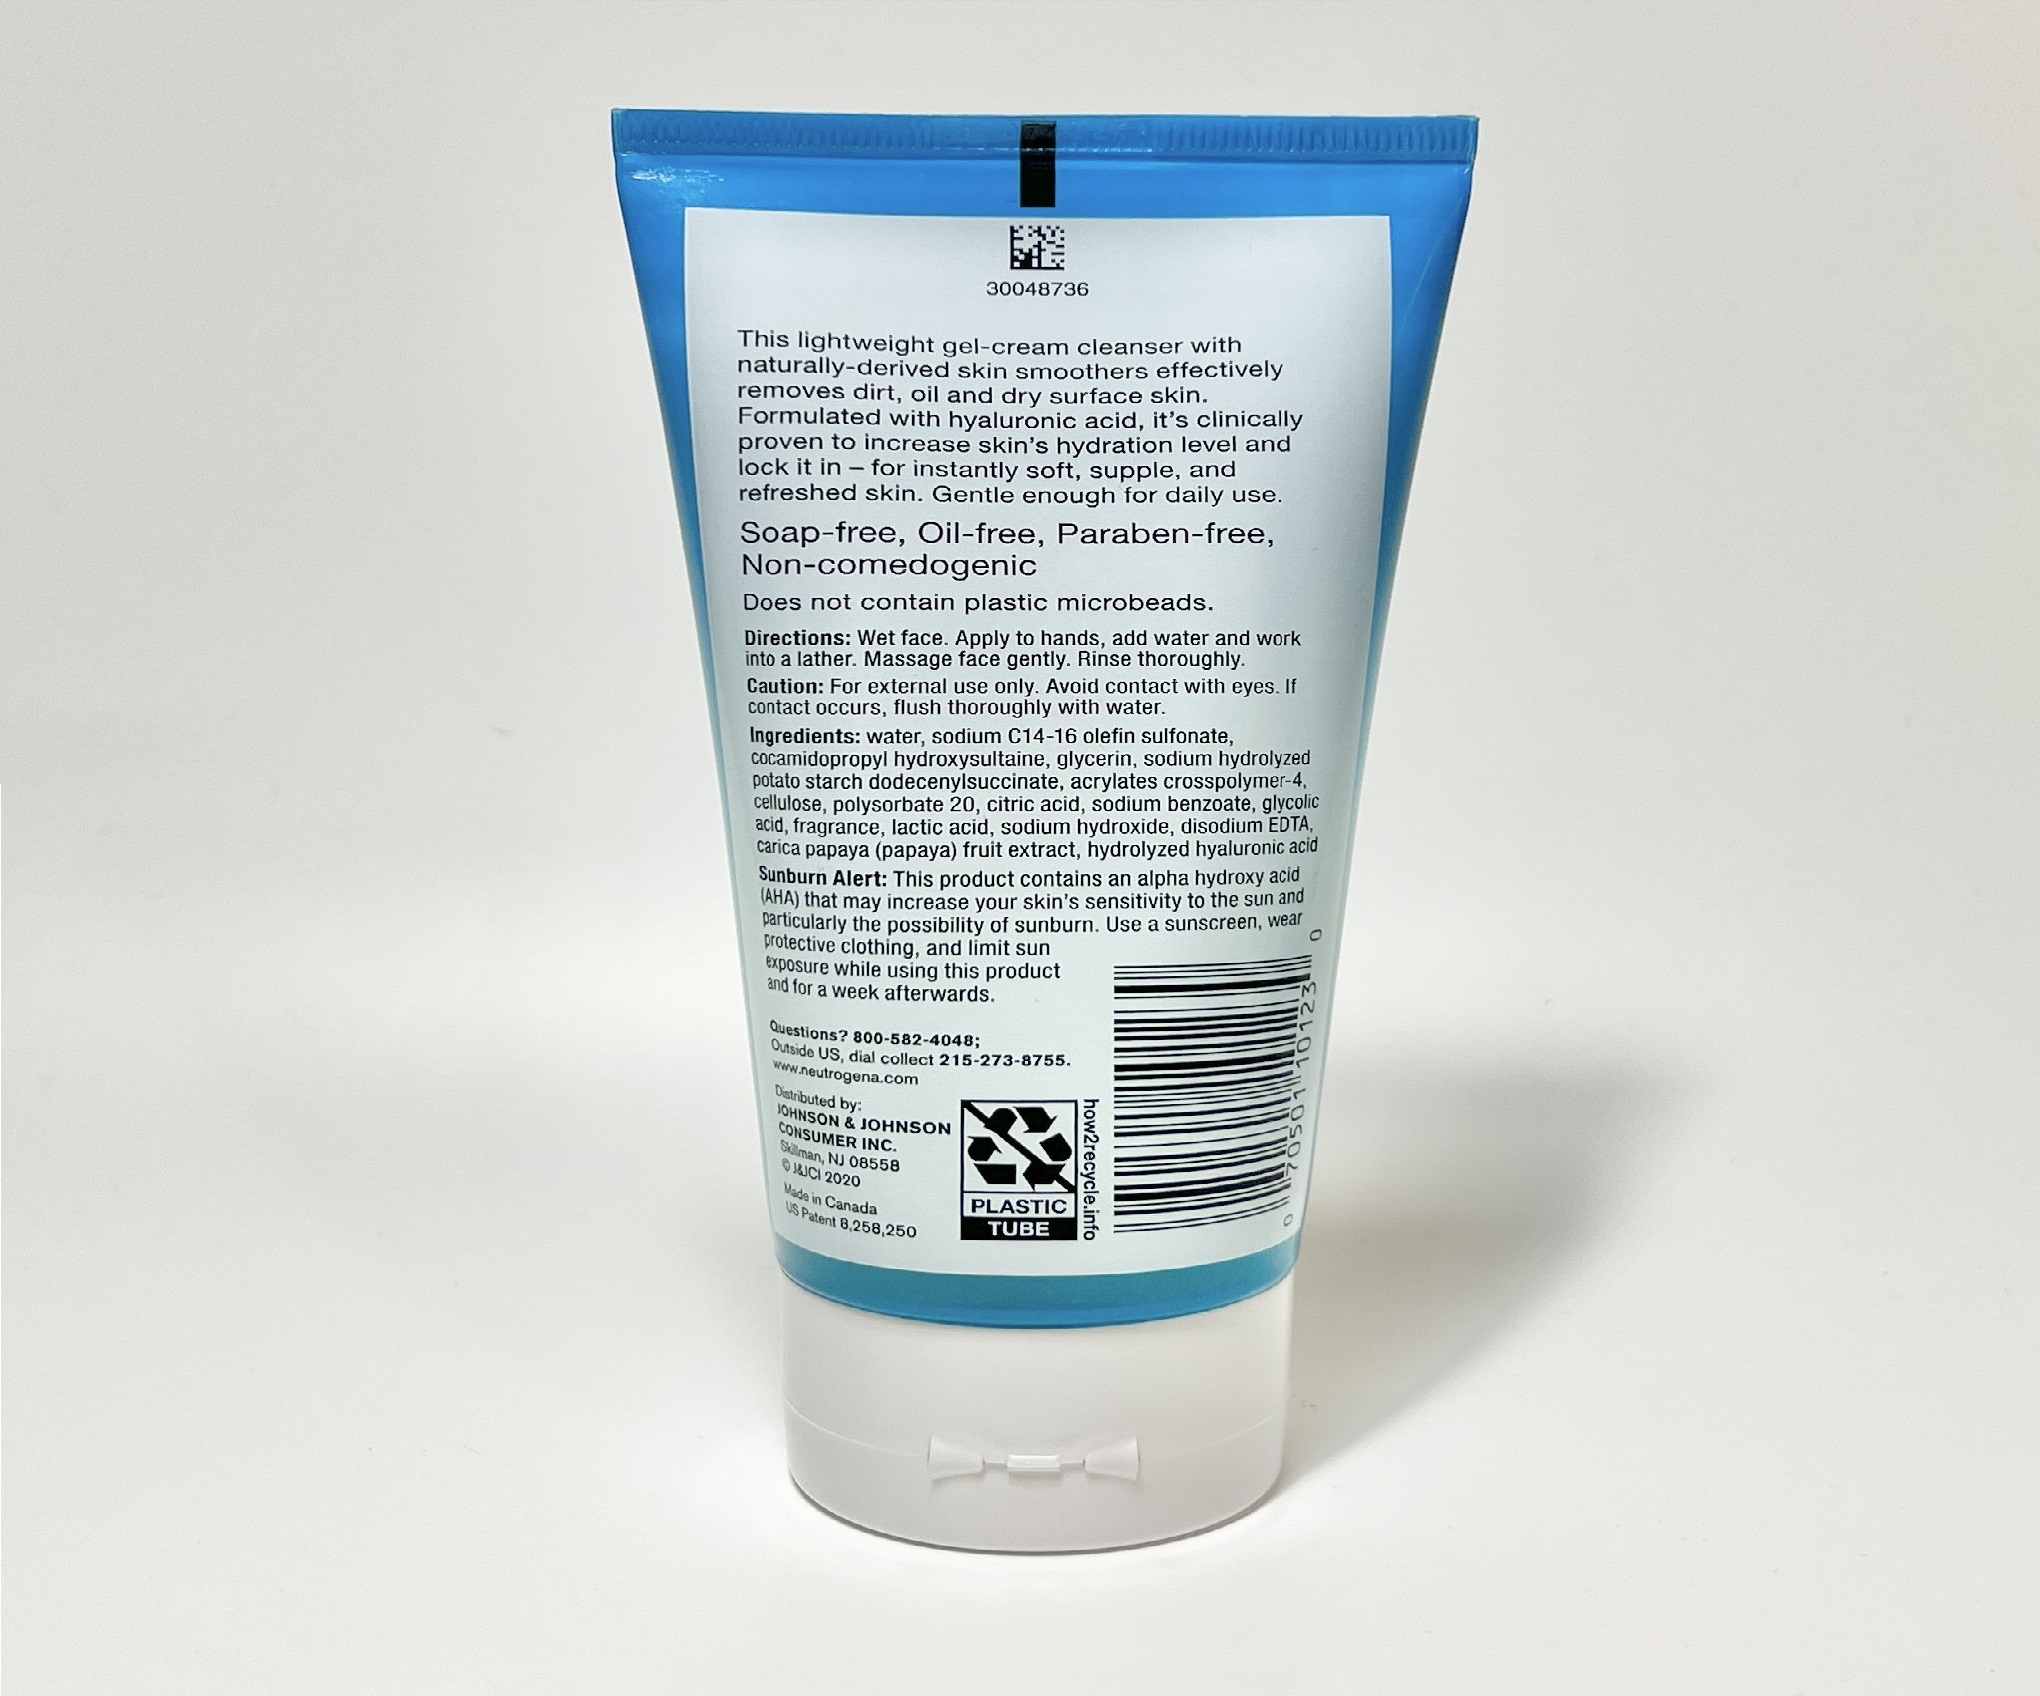 30048736
This lightweight gel-cream cleanser with
naturally-derived skin smoothers effectively
removes dirt, oil and dry surface skin.
Formulated with hyaluronic acid, it's clinically
proven to increase skin's hydration level and
lock it in – for instantly soft, supple, and
refreshed skin. Gentle enough for daily use.
Soap-free, Oil-free, Paraben-free,
Non-comedogenic
Does not contain plastic microbeads.
Directions: Wet face. Apply to hands, add water and work
into a lather. Massage face gently. Rinse thoroughly.
Caution: For external use only. Avoid contact with eyes. If
contact occurs, flush thoroughly with water.
Ingredients: water, sodium C14-16 olefin sulfonate,
cocamidopropyl hydroxysultaine, glycerin, sodium hydrolyzed
potato starch dodecenylsuccinate, acrylates crosspolymer-4,
cellulose, polysorbate 20, citric acid, sodium benzoate, glycolic
acid, fragrance, lactic acid, sodium hydroxide, disodium EDTA,
carica papaya (papaya) fruit extract, hydrolyzed hyaluronic acid
Sunburn Alert: This product contains an alpha hydroxy acid
(AHA) that may increase your skin's sensitivity to the sun and
particularly the possibility of sunburn. Use a sunscreen, wear
protective clothing, and limit sun
exposure while using this product
and for a week afterwards.
Questions? 800-582-4048;
Outside US, dial collect 215-273-8755.
www.neutrogena.com
Distributed by:
JOHNSON & JOHNSON
CONSUMER INC.
Skillman, NJ 08558
© J&JCI 2020
Made in Canada
US Patent 8,258,250
PLASTIC
TUBE
how2recycle.info
0 70501 10123 0